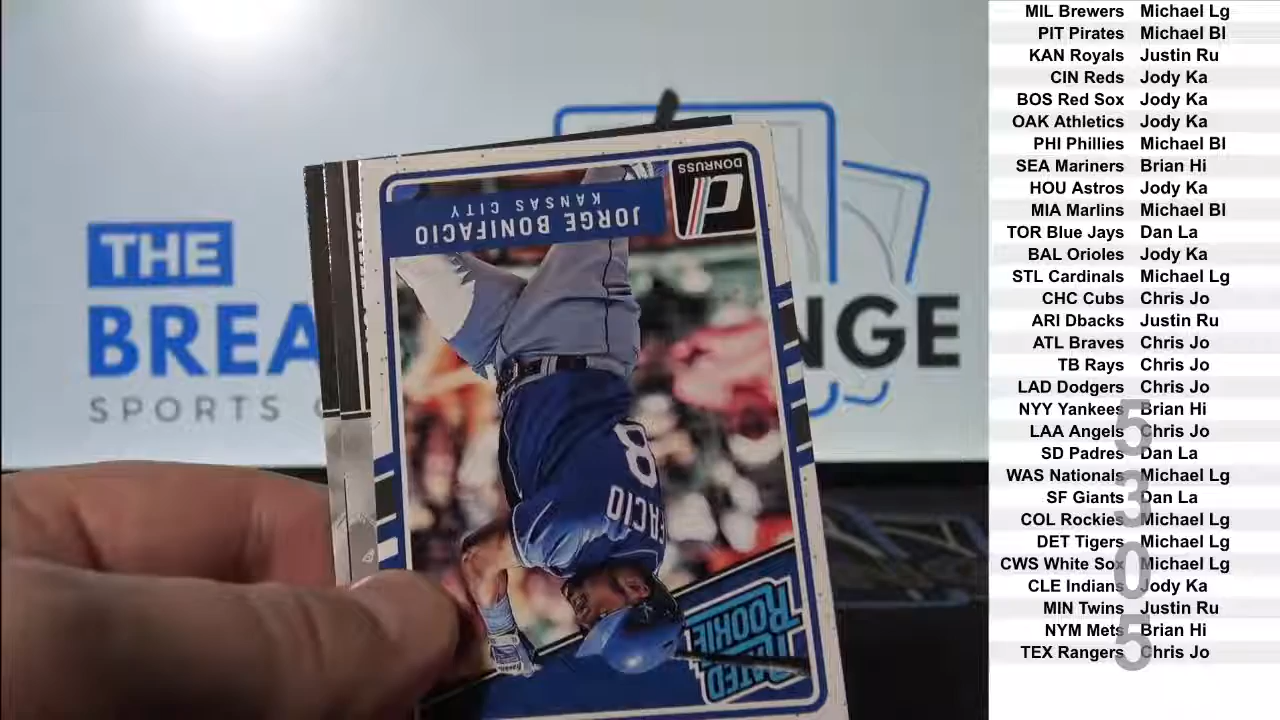 THE
BREA
NGE
SPORTS
DONRUSS
JORGE BONIFACIO
KANSAS CITY
FACIO
8
RATED
ROOKIE
MIL Brewers Michael Lg
PIT Pirates Michael Bl
KAN Royals Justin Ru
CIN Reds Jody Ka
BOS Red Sox Jody Ka
OAK Athletics Jody Ka
PHI Phillies Michael Bl
SEA Mariners Brian Hi
HOU Astros Jody Ka
MIA Marlins Michael Bl
TOR Blue Jays Dan La
BAL Orioles Jody Ka
STL Cardinals Michael Lg
CHC Cubs Chris Jo
ARI Dbacks Justin Ru
ATL Braves Chris Jo
TB Rays Chris Jo
LAD Dodgers Chris Jo
NYY Yankees Brian Hi
LAA Angels Chris Jo
SD Padres Dan La
WAS Nationals Michael Lg
SF Giants Dan La
COL Rockies Michael Lg
DET Tigers Michael Lg
CWS White Sox Michael Lg
CLE Indians Jody Ka
MIN Twins Justin Ru
NYM Mets Brian Hi
TEX Rangers Chris Jo
5305